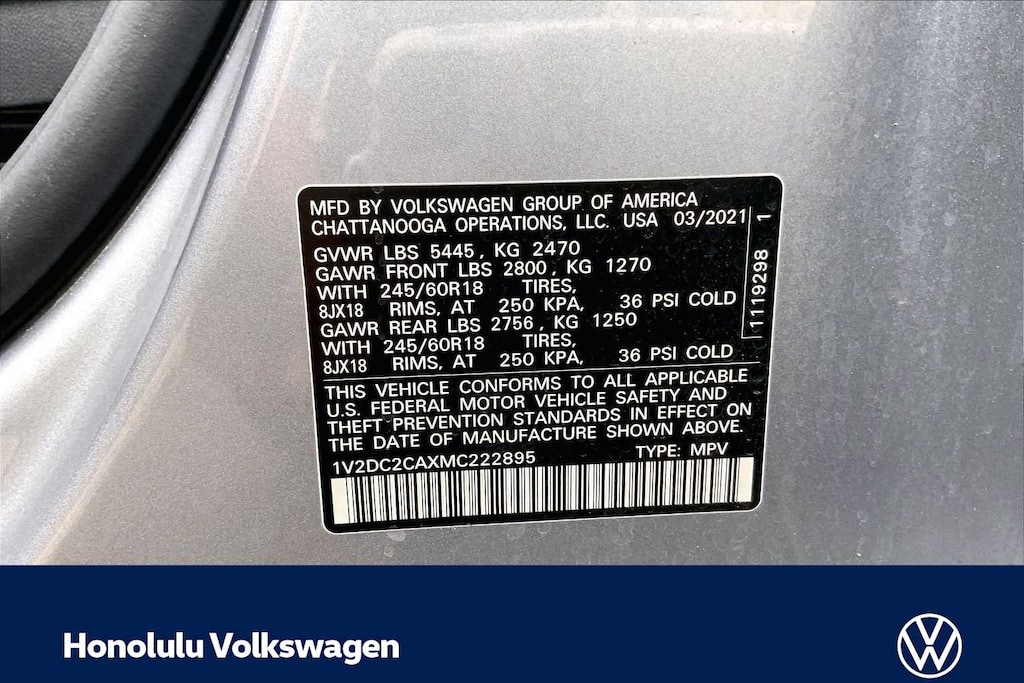 MFD BY VOLKSWAGEN GROUP OF AMERICA
CHATTANOOGA OPERATIONS, LLC. USA 03/2021
GVWR LBS 5445, KG 2470
GAWR FRONT LBS 2800, KG 1270
WITH 245/60R18 TIRES,
8JX18 RIMS, AT 250 KPA, 36 PSI COLD
GAWR REAR LBS 2756, KG 1250
WITH 245/60R18 TIRES,
8JX18 RIMS, AT 250 KPA, 36 PSI COLD
1119298 1
THIS VEHICLE CONFORMS TO ALL APPLICABLE
U.S. FEDERAL MOTOR VEHICLE SAFETY AND
THEFT PREVENTION STANDARDS IN EFFECT ON
THE DATE OF MANUFACTURE SHOWN ABOVE.
1V2DC2CAXMC222895 TYPE: MPV
Honolulu Volkswagen